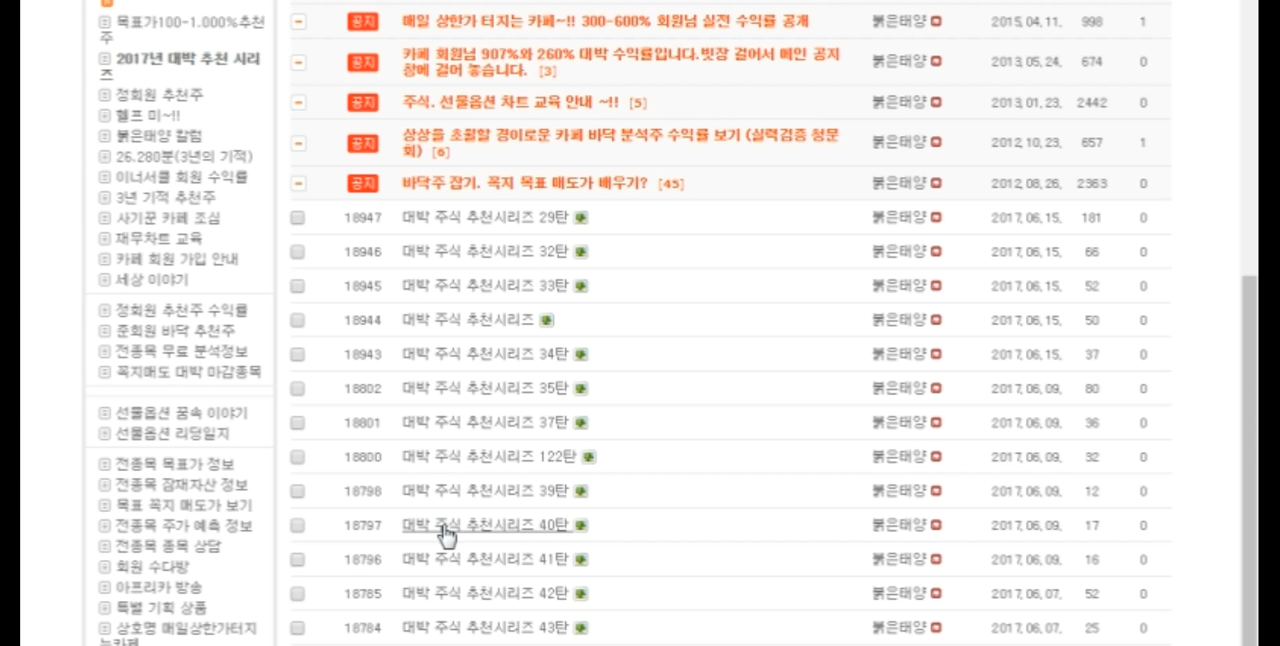 목표가100-1.000%추천
주
2017년 대박 추천 시리
즈
정회원 추천주
헬프 미~!!
붉은태양 칼럼
26.280분(3년의 기적)
이너서클 회원 수익률
3년 기적 추천주
사기꾼 카페 조심
재무차트 교육
카페 회원 가입 안내
세상 이야기
정회원 추천주 수익률
준회원 바닥 추천주
전종목 무료 분석정보
꼭지매도 대박 마감종목
선물옵션 꿈속 이야기
선물옵션 리딩일지
전종목 목표가 정보
전종목 잠재자산 정보
목표 꼭지 매도가 보기
전종목 주가 예측 정보
전종목 종목 상담
회원 수다방
아프리카 방송
특별 기획 상품
상호명 매일상한가터지
는카페
공지 매일 상한가 터지는 카페~!! 300-600% 회원님 실전 수익률 공개 붉은태양 2015.04.11. 998 1
공지 카페 회원님 907%와 260% 대박 수익률입니다.빗장 걸어서 메인 공지
창에 걸어 놓습니다. [3] 붉은태양 2013.05.24. 674 0
공지 주식. 선물옵션 차트 교육 안내 ~!! [5] 붉은태양 2013.01.23. 2442 0
공지 상상을 초월할 경이로운 카페 바닥 분석주 수익률 보기 (실력검증 청문
회) [6] 붉은태양 2012.10.23. 657 1
공지 바닥주 잡기. 꼭지 목표 매도가 배우기? [45] 붉은태양 2012.08.26. 2363 0
18947 대박 주식 추천시리즈 29탄 붉은태양 2017.06.15. 181 0
18946 대박 주식 추천시리즈 32탄 붉은태양 2017.06.15. 66 0
18945 대박 주식 추천시리즈 33탄 붉은태양 2017.06.15. 52 0
18944 대박 주식 추천시리즈 붉은태양 2017.06.15. 50 0
18943 대박 주식 추천시리즈 34탄 붉은태양 2017.06.15. 37 0
18802 대박 주식 추천시리즈 35탄 붉은태양 2017.06.09. 80 0
18801 대박 주식 추천시리즈 37탄 붉은태양 2017.06.09. 36 0
18800 대박 주식 추천시리즈 122탄 붉은태양 2017.06.09. 32 0
18798 대박 주식 추천시리즈 39탄 붉은태양 2017.06.09. 12 0
18797 대박 주식 추천시리즈 40탄 붉은태양 2017.06.09. 17 0
18796 대박 주식 추천시리즈 41탄 붉은태양 2017.06.09. 16 0
18785 대박 주식 추천시리즈 42탄 붉은태양 2017.06.07. 52 0
18784 대박 주식 추천시리즈 43탄 붉은태양 2017.06.07. 25 0